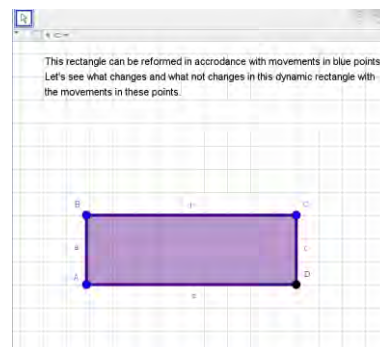 This rectangle can be reformed in accrodance with movements in blue points
Let's see what changes and what not changes in this dynamic rectangle with
the movements in these points.
B
A
D